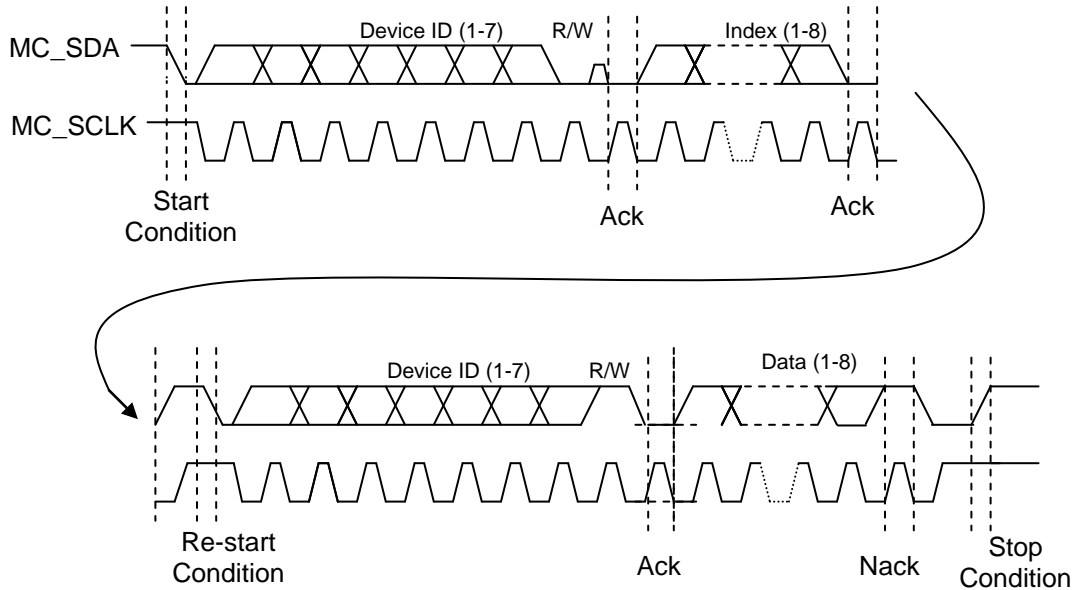 Device ID (1-7)
R/W
Index (1-8)
MC_SDA
MC_SCLK
Start
Condition
Ack
Ack
Device ID (1-7)
R/W
Data (1-8)
Re-start
Condition
Ack
Nack
Stop
Condition